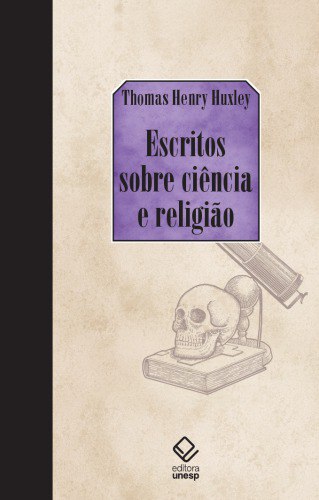 Thomas Henry Huxley
Escritos
sobre ciência
e religião
editora
unesp